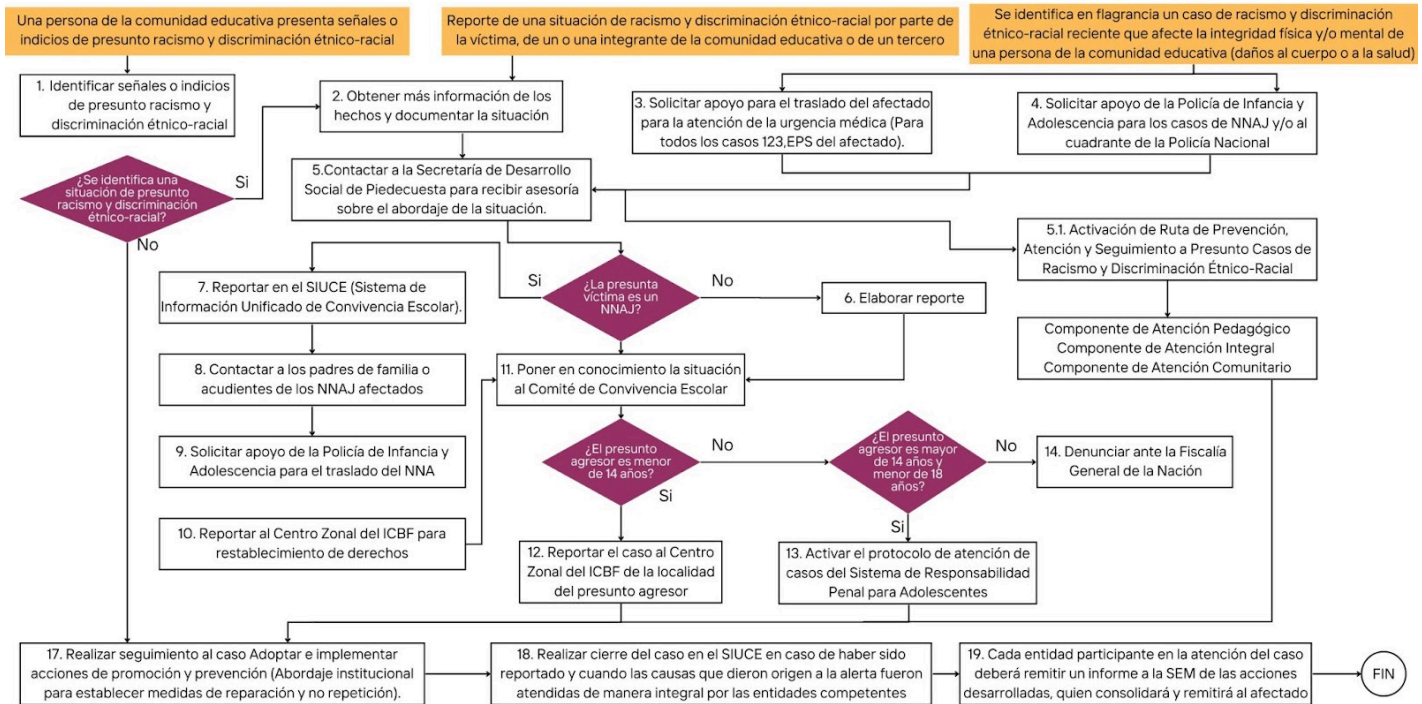 Una persona de la comunidad educativa presenta señales o
indicios de presunto racismo y discriminación étnico-racial
Reporte de una situación de racismo y discriminación étnico-racial por parte de
la víctima, de un o una integrante de la comunidad educativa o de un tercero
Se identifica en flagrancia un caso de racismo y discriminación
étnico-racial reciente que afecte la integridad física y/o mental de
una persona de la comunidad educativa (daños al cuerpo o a la salud)
1. Identificar señales o indicios
de presunto racismo y
discriminación étnico-racial
2. Obtener más información de los
hechos y documentar la situación
3. Solicitar apoyo para el traslado del afectado
para la atención de la urgencia médica (Para
todos los casos 123,EPS del afectado).
4. Solicitar apoyo de la Policía de Infancia y
Adolescencia para los casos de NNAJ y/o al
cuadrante de la Policía Nacional
¿Se identifica una
situación de presunto
racismo y discriminación
étnico-racial?
Si
No
5.Contactar a la Secretaría de Desarrollo
Social de Piedecuesta para recibir asesoría
sobre el abordaje de la situación.
5.1. Activación de Ruta de Prevención,
Atención y Seguimiento a Presunto Casos de
Racismo y Discriminación Étnico-Racial
7. Reportar en el SIUCE (Sistema de
Información Unificado de Convivencia Escolar).
Si
¿La presunta
víctima es un
NNAJ?
No
6. Elaborar reporte
Componente de Atención Pedagógico
Componente de Atención Integral
Componente de Atención Comunitario
8. Contactar a los padres de familia o
acudientes de los NNAJ afectados
11. Poner en conocimiento la situación
al Comité de Convivencia Escolar
9. Solicitar apoyo de la Policía de Infancia y
Adolescencia para el traslado del NNA
¿El presunto
agresor es menor
de 14 años?
No
Si
¿El presunto
agresor es mayor
de 14 años y
menor de 18
años?
No
Si
14. Denunciar ante la Fiscalía
General de la Nación
10. Reportar al Centro Zonal del ICBF para
restablecimiento de derechos
12. Reportar el caso al Centro
Zonal del ICBF de la localidad
del presunto agresor
13. Activar el protocolo de atención de
casos del Sistema de Responsabilidad
Penal para Adolescentes
17. Realizar seguimiento al caso Adoptar e implementar
acciones de promoción y prevención (Abordaje institucional
para establecer medidas de reparación y no repetición).
18. Realizar cierre del caso en el SIUCE en caso de haber sido
reportado y cuando las causas que dieron origen a la alerta fueron
atendidas de manera integral por las entidades competentes
19. Cada entidad participante en la atención del caso
deberá remitir un informe a la SEM de las acciones
desarrolladas, quien consolidará y remitirá al afectado
FIN